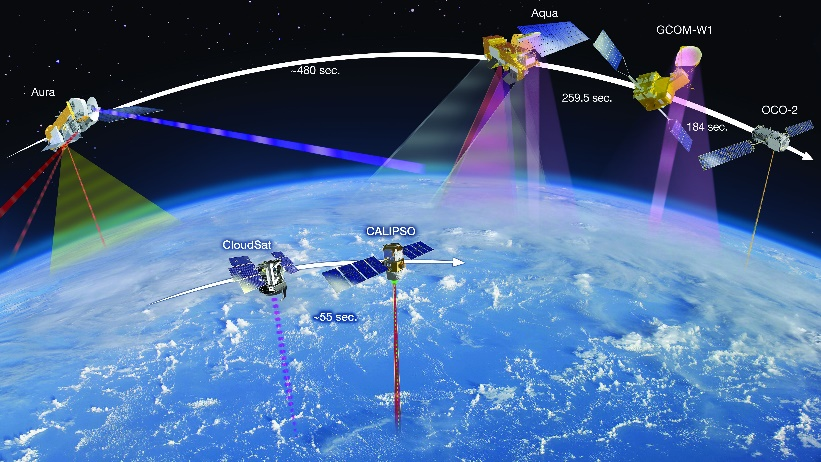 Aqua
GCOM-W1
~480 sec.
Aura
259.5 sec.
OCO-2
184 sec.
CALIPSO
CloudSat
~55 sec.